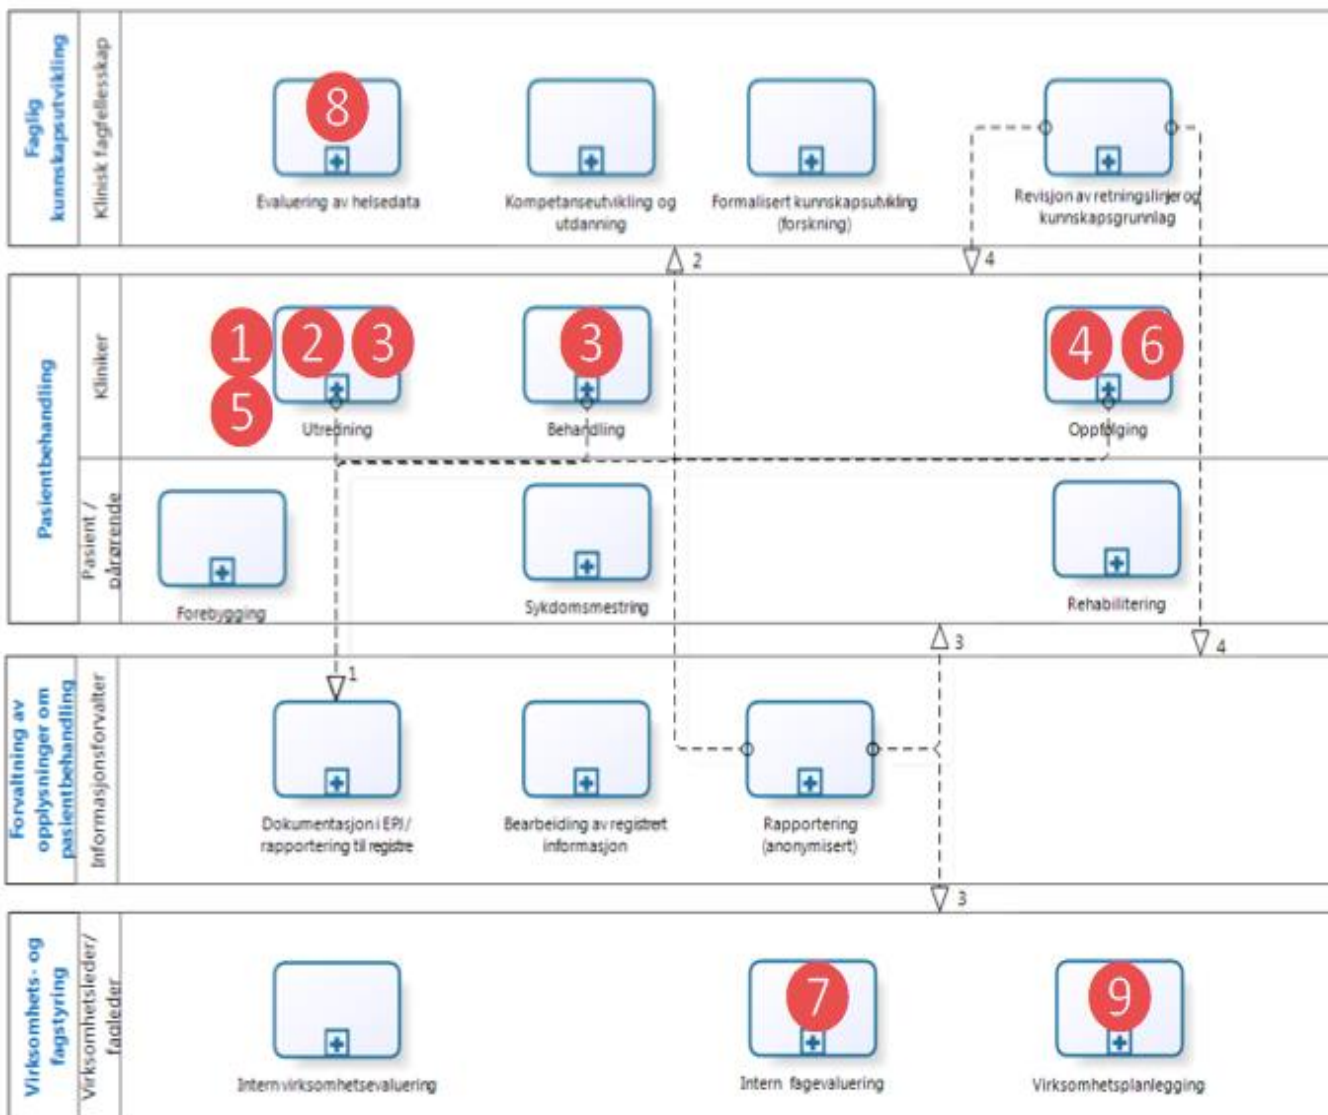 Faglig
kunnskapsutvikling
Klinisk fagfellesskap
8
Evaluering av helsedata
Kompetanseutvikling og
utdanning
Formalisert kunnskapsutvikling
(forskning)
Revisjon av retningslinjer og
kunnskapsgrunnlag
2
4
Pasientbehandling
Kliniker
1
2
3
5
Utredning
3
Behandling
4
6
Oppfølging
Pasient /
pårørende
Forebygging
Sykdomsmestring
Rehabilitering
3
4
Forvaltning av
opplysninger om
pasientbehandling
Informasjonsforvalter
1
Dokumentasjon i EPJ/
rapportering til registre
Bearbeiding av registrert
informasjon
Rapportering
(anonymisert)
3
Virksomhets- og
fagstyring
Virksomhetsleder/
fagleder
Intern virksomhetsevaluering
7
Intern fagevaluering
9
Virksomhetsplanlegging